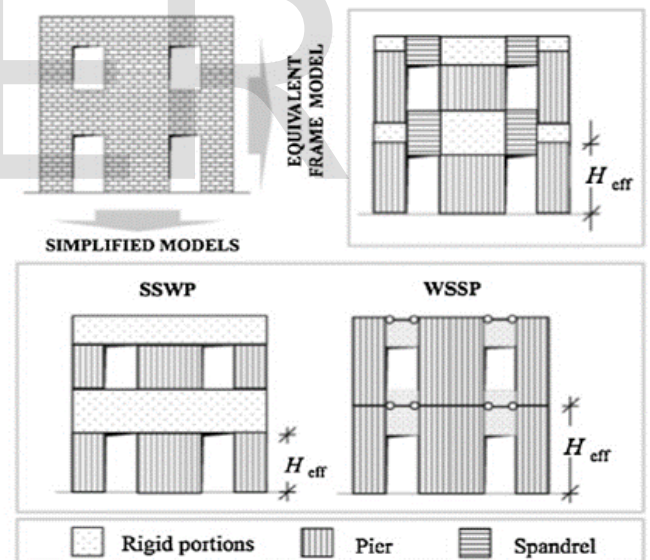 EQUIVALENT
FRAME MODEL
H eff
SIMPLIFIED MODELS
SSWP
WSSP
H eff
H eff
Rigid portions
Pier
Spandrel